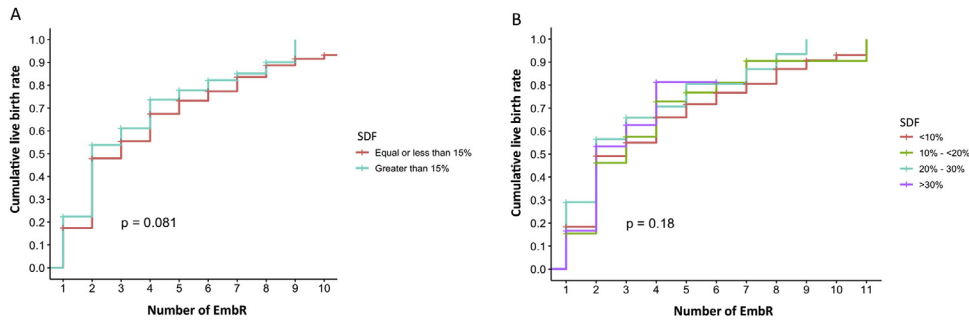 A
Cumulative live birth rate
1.0
0.9
0.8
0.7
0.6
0.5
0.4
0.3
0.2
0.1
0.0
p = 0.081
1 2 3 4 5 6 7 8 9 10
Number of EmbR
SDF
Equal or less than 15%
Greater than 15%
B
Cumulative live birth rate
1.0
0.9
0.8
0.7
0.6
0.5
0.4
0.3
0.2
0.1
0.0
p = 0.18
1 2 3 4 5 6 7 8 9 10 11
Number of EmbR
SDF
<10%
10% - <20%
20% - 30%
>30%